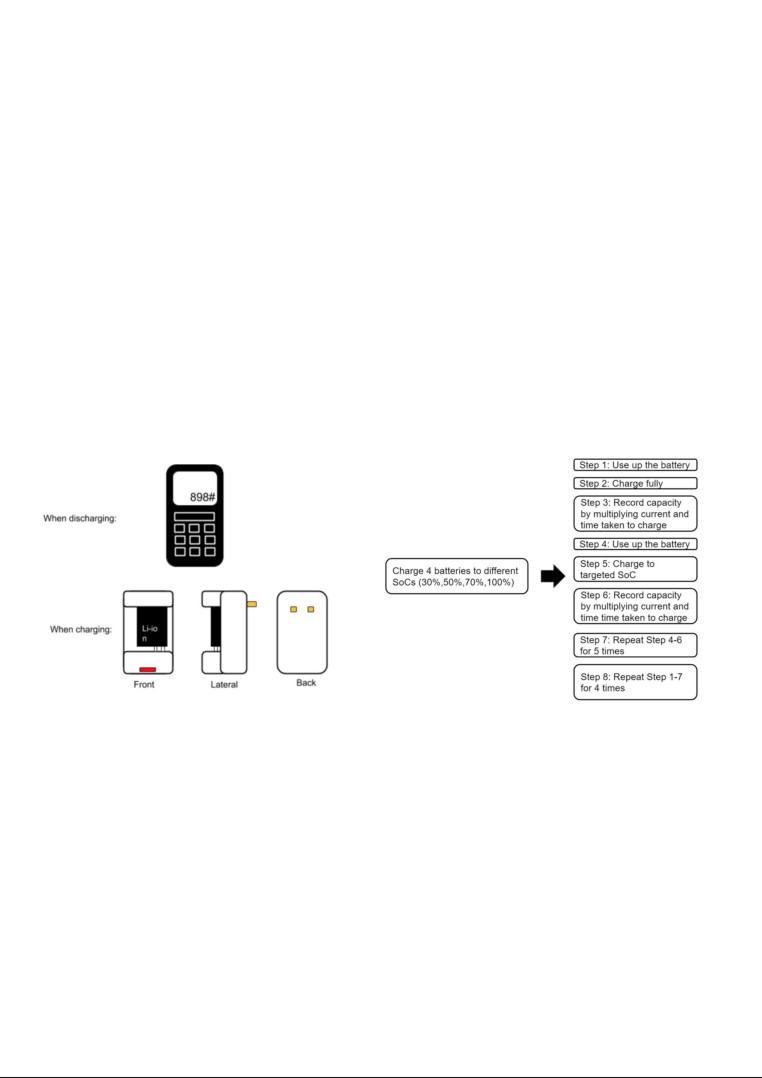 898#
When discharging:
When charging:
Li-io
n
Front
Lateral
Back
Charge 4 batteries to different
SoCs (30%,50%,70%,100%)
Step 1: Use up the battery
Step 2: Charge fully
Step 3: Record capacity
by multiplying current and
time taken to charge
Step 4: Use up the battery
Step 5: Charge to
targeted SoC
Step 6: Record capacity
by multiplying current and
time time taken to charge
Step 7: Repeat Step 4-6
for 5 times
Step 8: Repeat Step 1-7
for 4 times